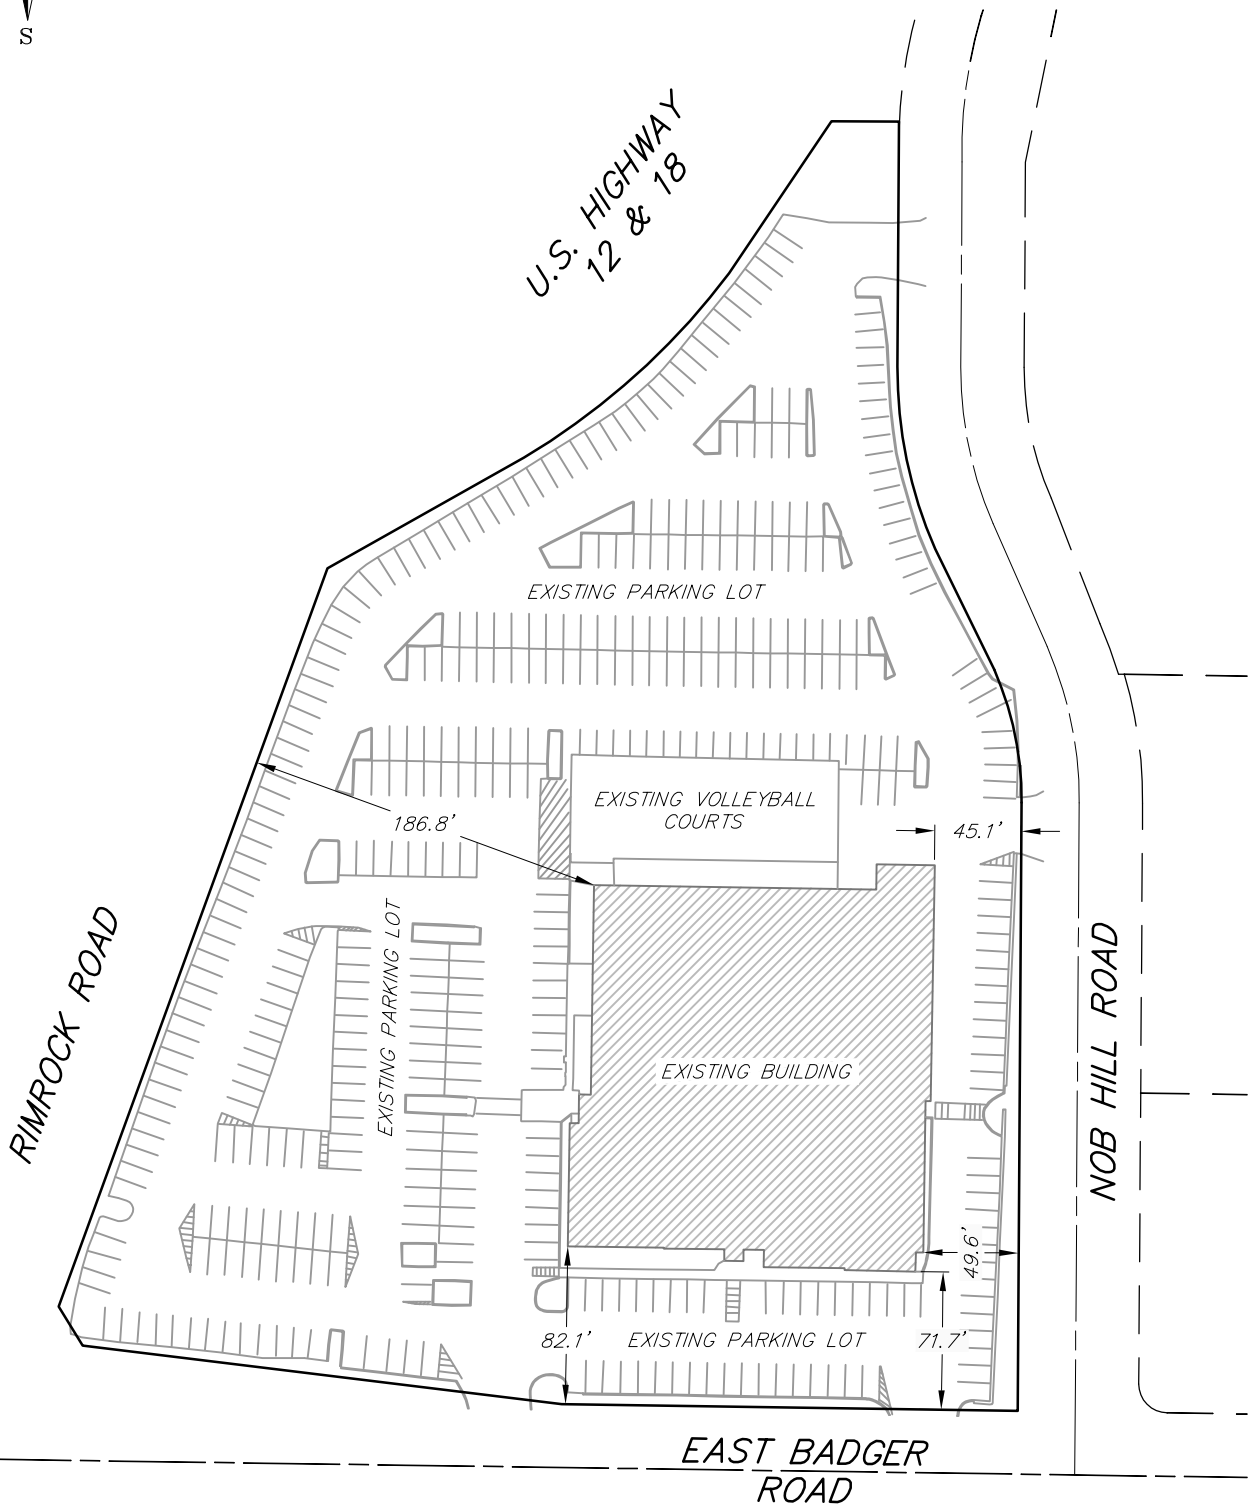 S
U.S. HIGHWAY
12 & 18
EXISTING PARKING LOT
EXISTING VOLLEYBALL
COURTS
186.8'
45.1'
EXISTING PARKING LOT
RIMROCK ROAD
EXISTING BUILDING
NOB HILL ROAD
49.6'
82.1'
EXISTING PARKING LOT
71.7'
EAST BADGER
ROAD